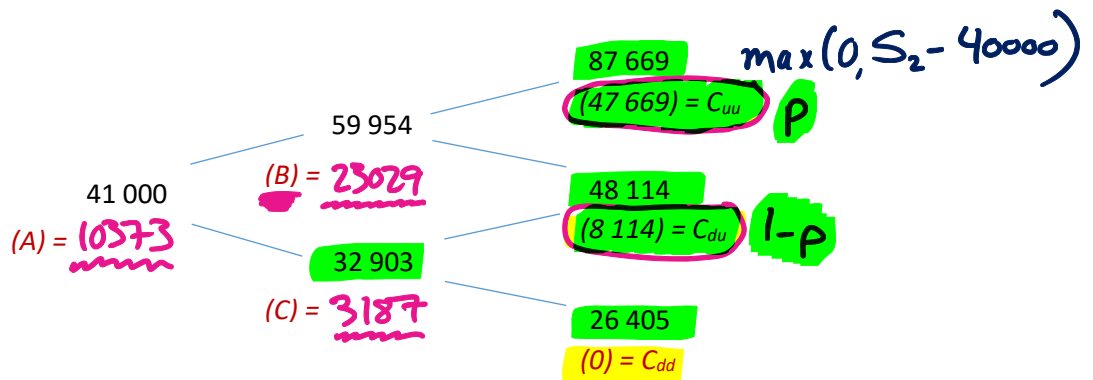 87 669
max(0, S₂ - 40000)
(47 669) = Cuu
p
59 954
(B) = 23029
48 114
41 000
(8 114) = Cdu
1-p
(A) = 10373
32 903
(C) = 3187
26 405
(0) = Cdd